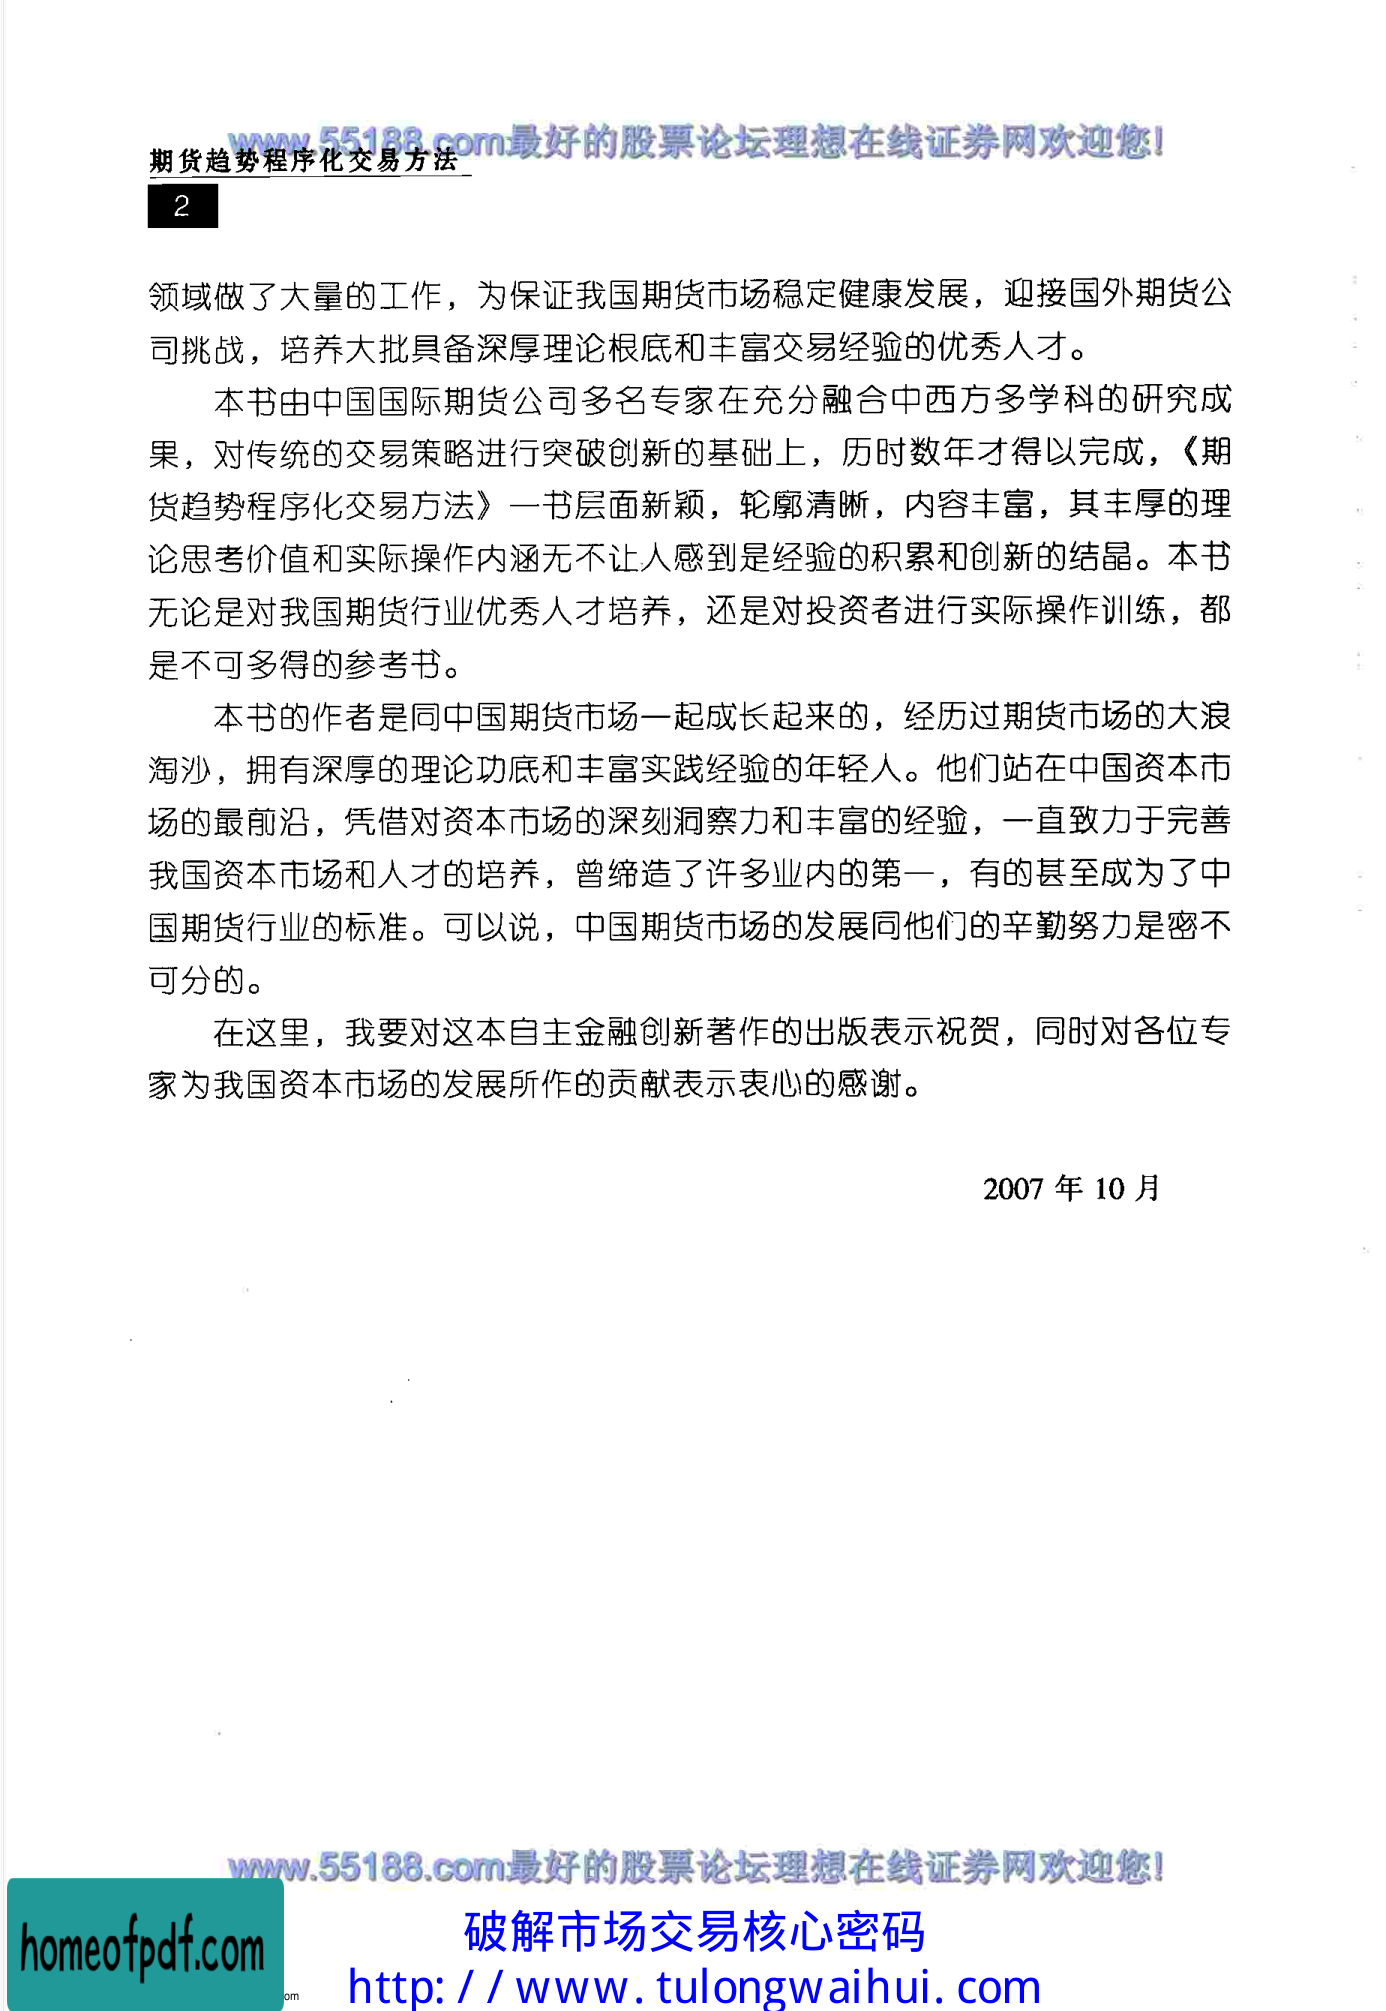 www.55188.com最好的股票论坛理想在线证券网欢迎您!
期货趋势程序化交易方法
2
领域做了大量的工作，为保证我国期货市场稳定健康发展，迎接国外期货公
司挑战，培养大批具备深厚理论根底和丰富交易经验的优秀人才。
本书由中国国际期货公司多名专家在充分融合中西方多学科的研究成
果，对传统的交易策略进行突破创新的基础上，历时数年才得以完成，《期
货趋势程序化交易方法》一书层面新颖，轮廓清晰，内容丰富，其丰厚的理
论思考价值和实际操作内涵无不让人感到是经验的积累和创新的结晶。本书
无论是对我国期货行业优秀人才培养，还是对投资者进行实际操作训练，都
是不可多得的参考书。
本书的作者是同中国期货市场一起成长起来的，经历过期货市场的大浪
淘沙，拥有深厚的理论功底和丰富实践经验的年轻人。他们站在中国资本市
场的最前沿，凭借对资本市场的深刻洞察力和丰富的经验，一直致力于完善
我国资本市场和人才的培养，曾缔造了许多业内的第一，有的甚至成为了中
国期货行业的标准。可以说，中国期货市场的发展同他们的辛勤努力是密不
可分的。
在这里，我要对这本自主金融创新著作的出版表示祝贺，同时对各位专
家为我国资本市场的发展所作的贡献表示衷心的感谢。
2007 年 10 月
www.55188.com最好的股票论坛理想在线证券网欢迎您!
破解市场交易核心密码
homeofpdf.com
om
http://www.tulongwaihui.com